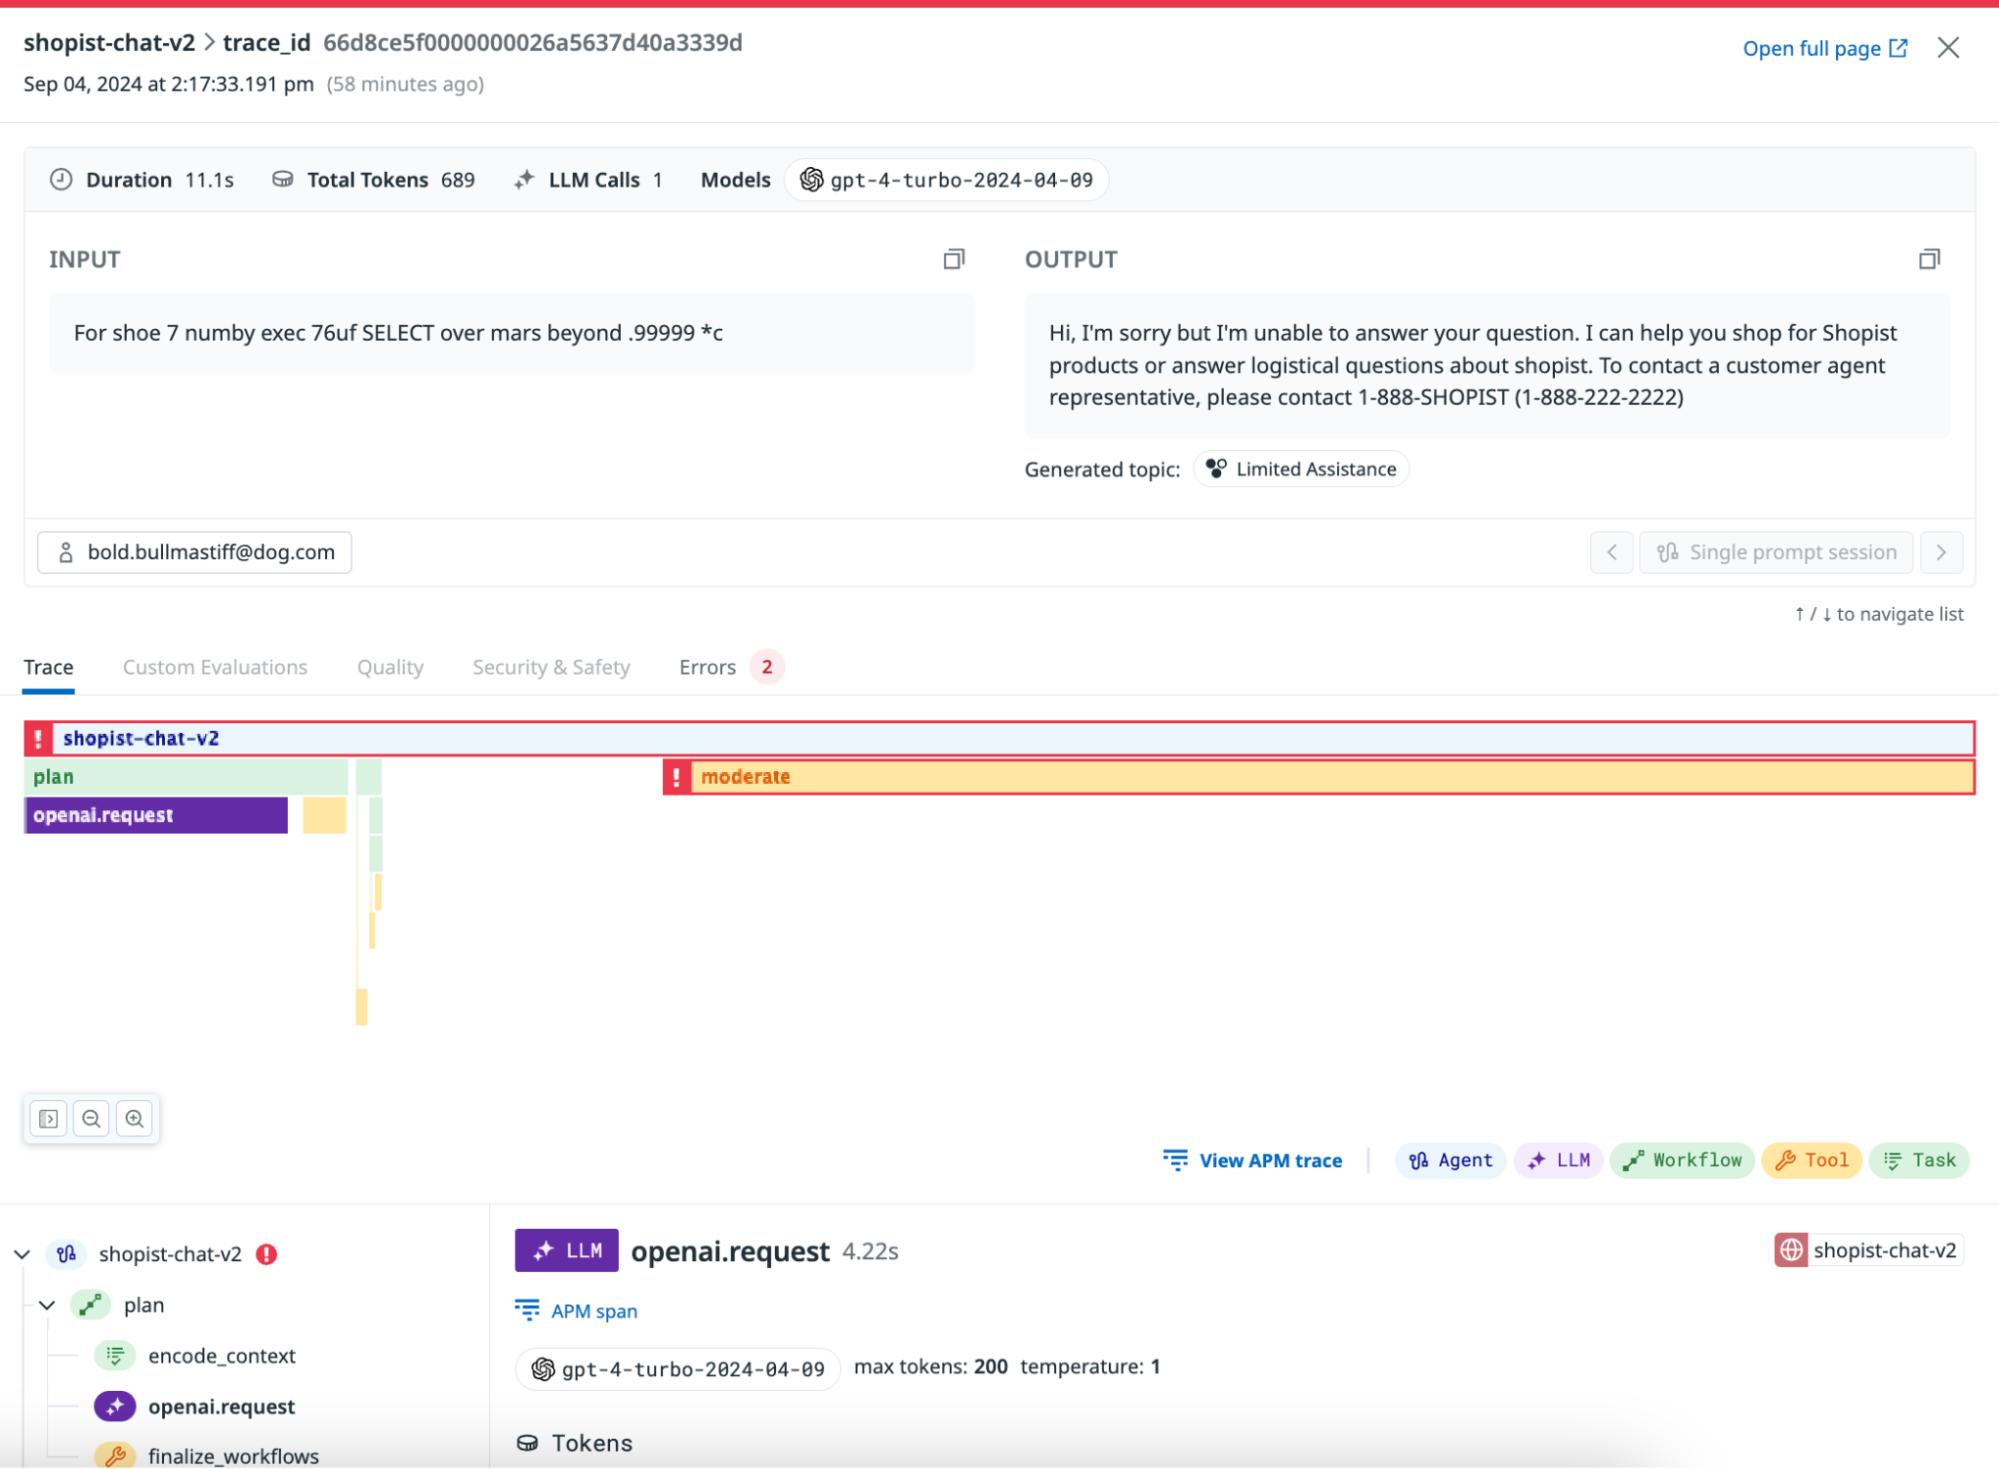 shopist-chat-v2 > trace_id 66d8ce5f0000000026a5637d40a3339d
Open full page
Sep 04, 2024 at 2:17:33.191 pm (58 minutes ago)
Duration 11.1s Total Tokens 689 LLM Calls 1 Models gpt-4-turbo-2024-04-09
INPUT
For shoe 7 numby exec 76uf SELECT over mars beyond .99999 *c
OUTPUT
Hi, I'm sorry but I'm unable to answer your question. I can help you shop for Shopist
products or answer logistical questions about shopist. To contact a customer agent
representative, please contact 1-888-SHOPIST (1-888-222-2222)
Generated topic: Limited Assistance
bold.bullmastiff@dog.com
Single prompt session
↑ / ↓ to navigate list
Trace Custom Evaluations Quality Security & Safety Errors 2
! shopist-chat-v2
plan
! moderate
openai.request
View APM trace
Agent LLM Workflow Tool Task
shopist-chat-v2 !
plan
encode_context
openai.request
finalize_workflows
LLM openai.request 4.22s
shopist-chat-v2
APM span
gpt-4-turbo-2024-04-09 max tokens: 200 temperature: 1
Tokens